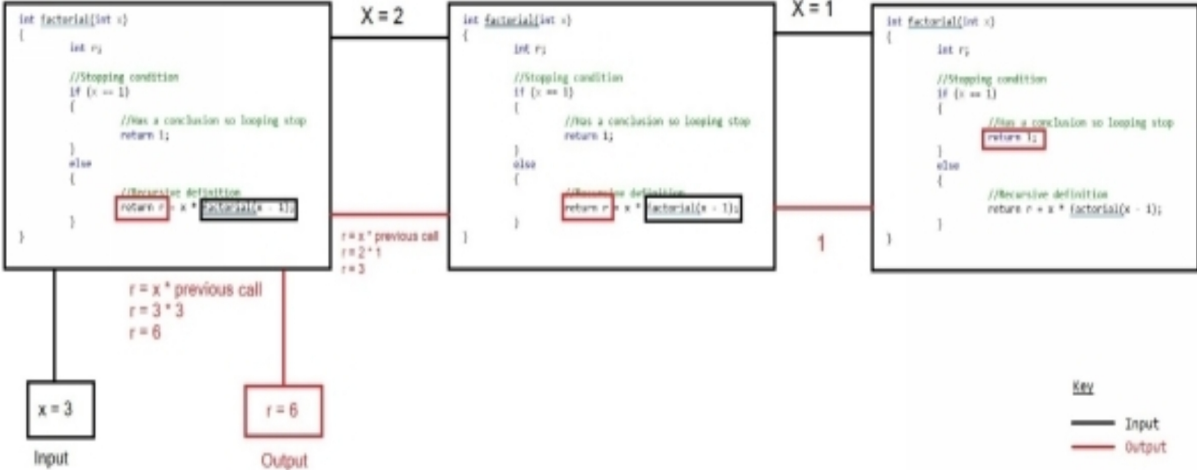 int factorial(int x)
{
int r;
//Stopping condition
if (x == 1)
{
//Has a conclusion so looping stop
return 1;
}
else
{
//Recursive definition
return r = x * factorial(x - 1);
}
}
X = 2
int factorial(int x)
{
int r;
//Stopping condition
if (x == 1)
{
//Has a conclusion so looping stop
return 1;
}
else
{
//Recursive definition
return r = x * factorial(x - 1);
}
}
X = 1
int factorial(int x)
{
int r;
//Stopping condition
if (x == 1)
{
//Has a conclusion so looping stop
return 1;
}
else
{
//Recursive definition
return r = x * factorial(x - 1);
}
}
r = x * previous call
r = 2 * 1
r = 3
1
r = x * previous call
r = 3 * 3
r = 6
x = 3
Input
r = 6
Output
Key
Input
Output